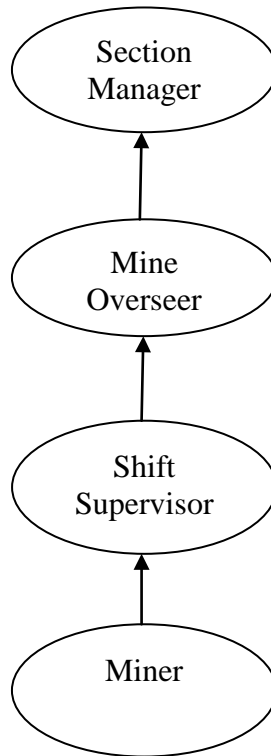 Section
Manager
Mine
Overseer
Shift
Supervisor
Miner